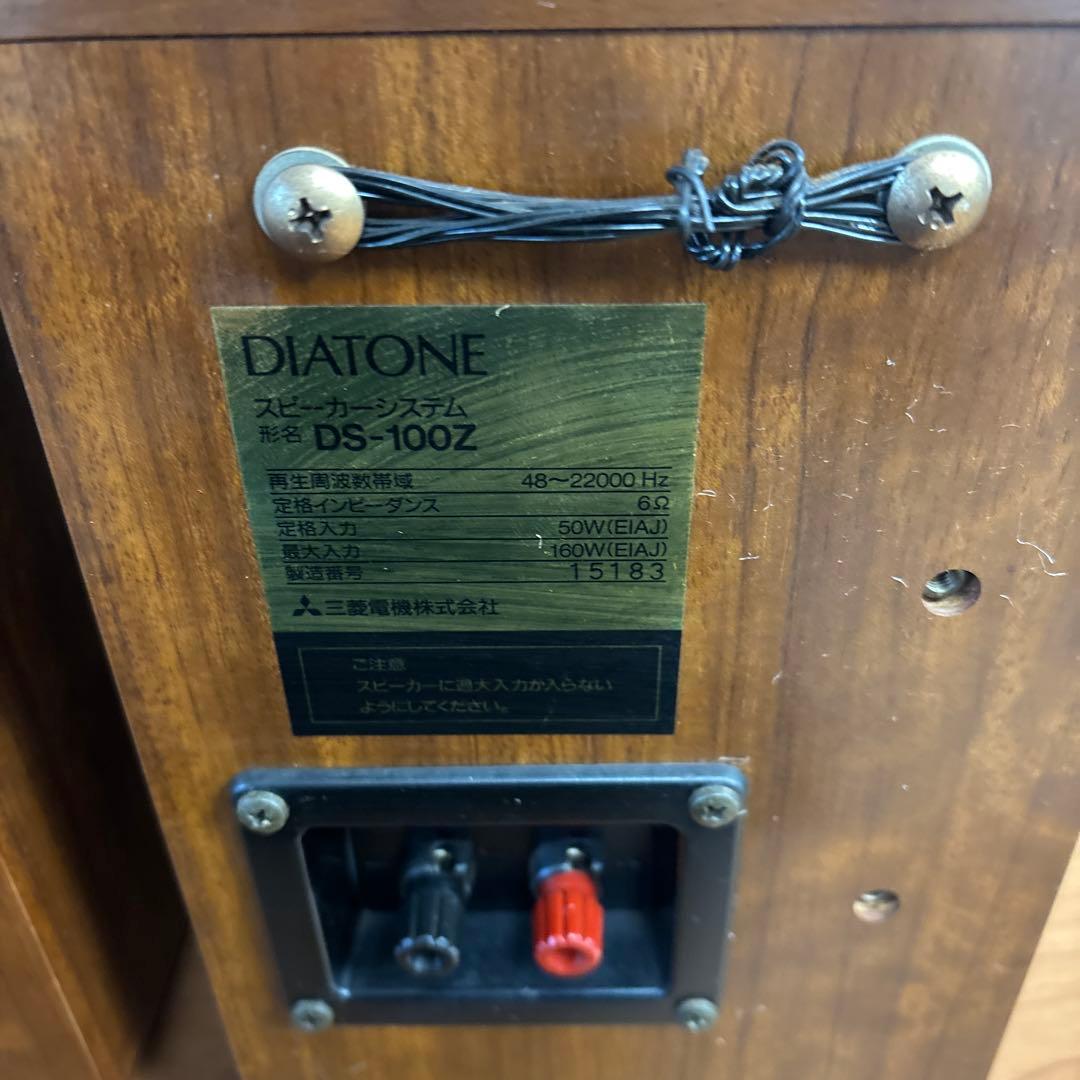 DIATONE
スピーカーシステム
形名 DS-100Z
再生周波数帯域 48〜22000 Hz
定格インピーダンス 6Ω
定格入力 50W(EIAJ)
最大入力 160W(EIAJ)
製造番号 15183
三菱電機株式会社
ご注意
スピーカーに過大入力が入らない
ようにしてください。